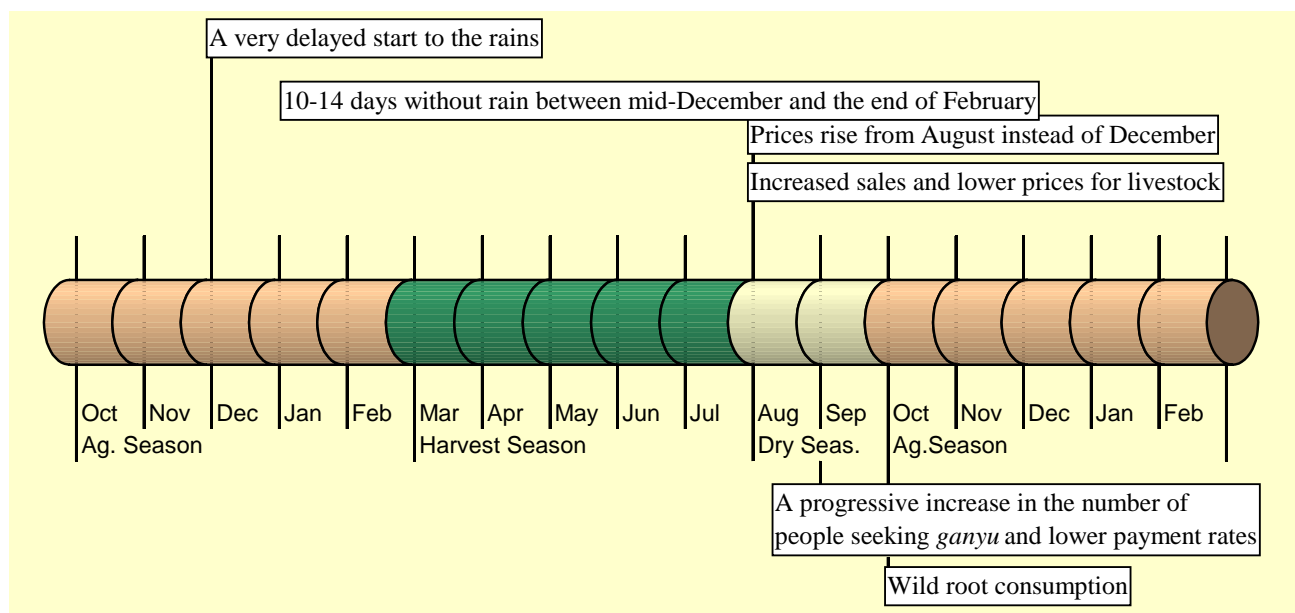 A very delayed start to the rains
10-14 days without rain between mid-December and the end of February
Prices rise from August instead of December
Increased sales and lower prices for livestock
Oct Nov Dec Jan Feb Mar Apr May Jun Jul Aug Sep Oct Nov Dec Jan Feb
Ag. Season Harvest Season Dry Seas. Ag.Season
A progressive increase in the number of
people seeking ganyu and lower payment rates
Wild root consumption